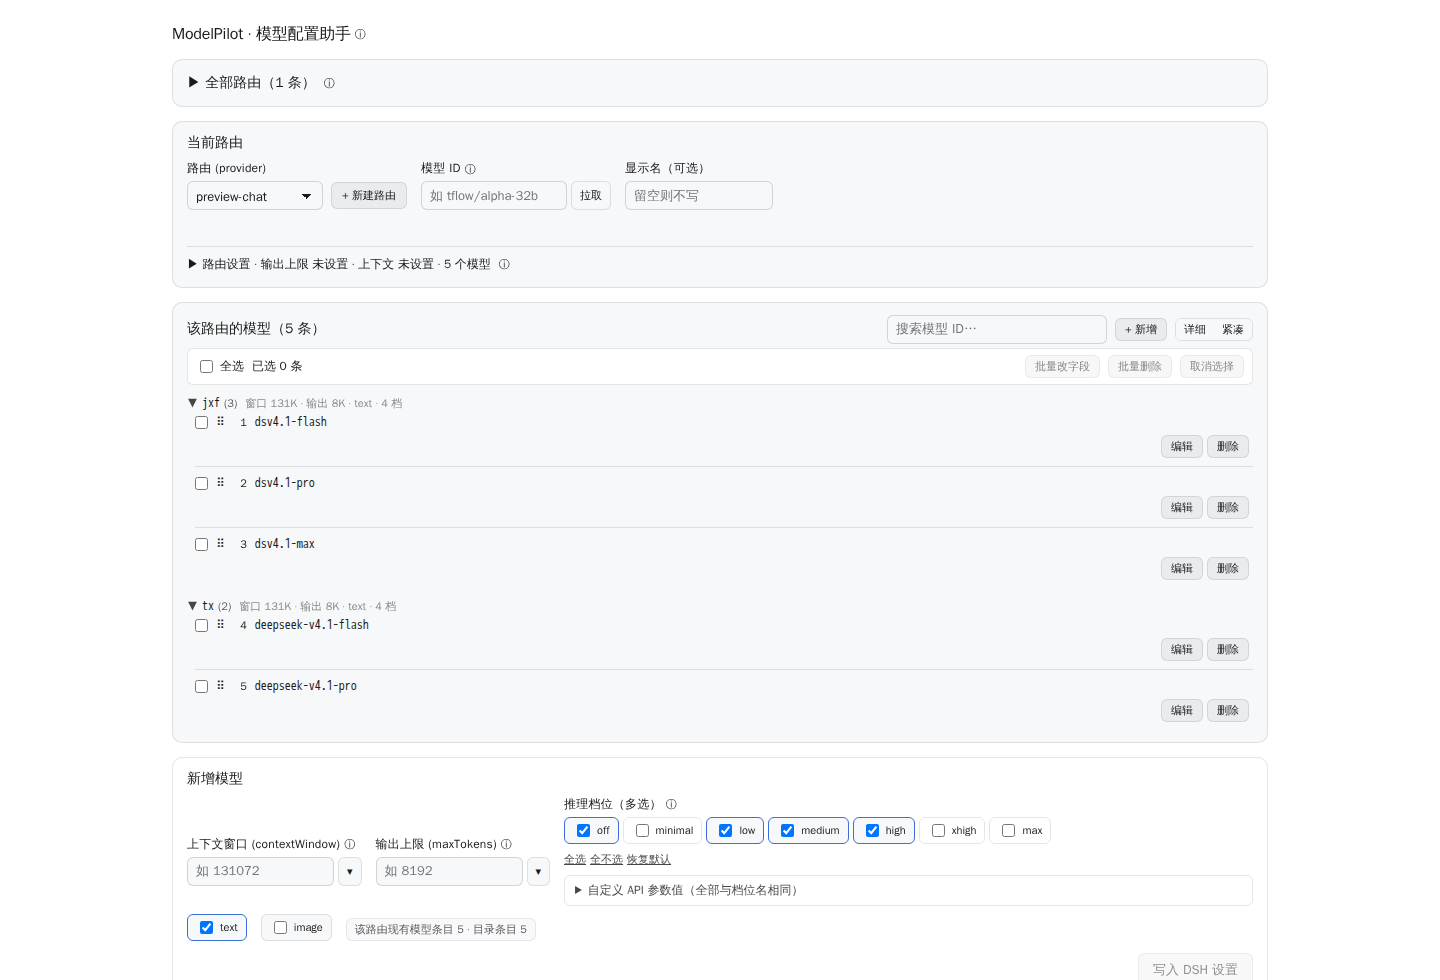 ModelPilot · 模型配置助手 ⓘ
▶ 全部路由（1 条） ⓘ
当前路由
路由 (provider) 模型 ID ⓘ 显示名（可选）
preview-chat + 新建路由 如 tflow/alpha-32b 拉取 留空则不写
▶ 路由设置 · 输出上限 未设置 · 上下文 未设置 · 5 个模型 ⓘ
该路由的模型（5 条） 搜索模型 ID… + 新增 详细 紧凑
全选 已选 0 条 批量改字段 批量删除 取消选择
▼ jxf (3) 窗口 131K · 输出 8K · text · 4 档
⠿ 1 dsv4.1-flash
编辑 删除
⠿ 2 dsv4.1-pro
编辑 删除
⠿ 3 dsv4.1-max
编辑 删除
▼ tx (2) 窗口 131K · 输出 8K · text · 4 档
⠿ 4 deepseek-v4.1-flash
编辑 删除
⠿ 5 deepseek-v4.1-pro
编辑 删除
新增模型
推理档位（多选） ⓘ
off minimal low medium high xhigh max
上下文窗口 (contextWindow) ⓘ 输出上限 (maxTokens) ⓘ
全选 全不选 恢复默认
如 131072 ▾ 如 8192 ▾
▶ 自定义 API 参数值（全部与档位名相同）
text image 该路由现有模型条目 5 · 目录条目 5
写入 DSH 设置